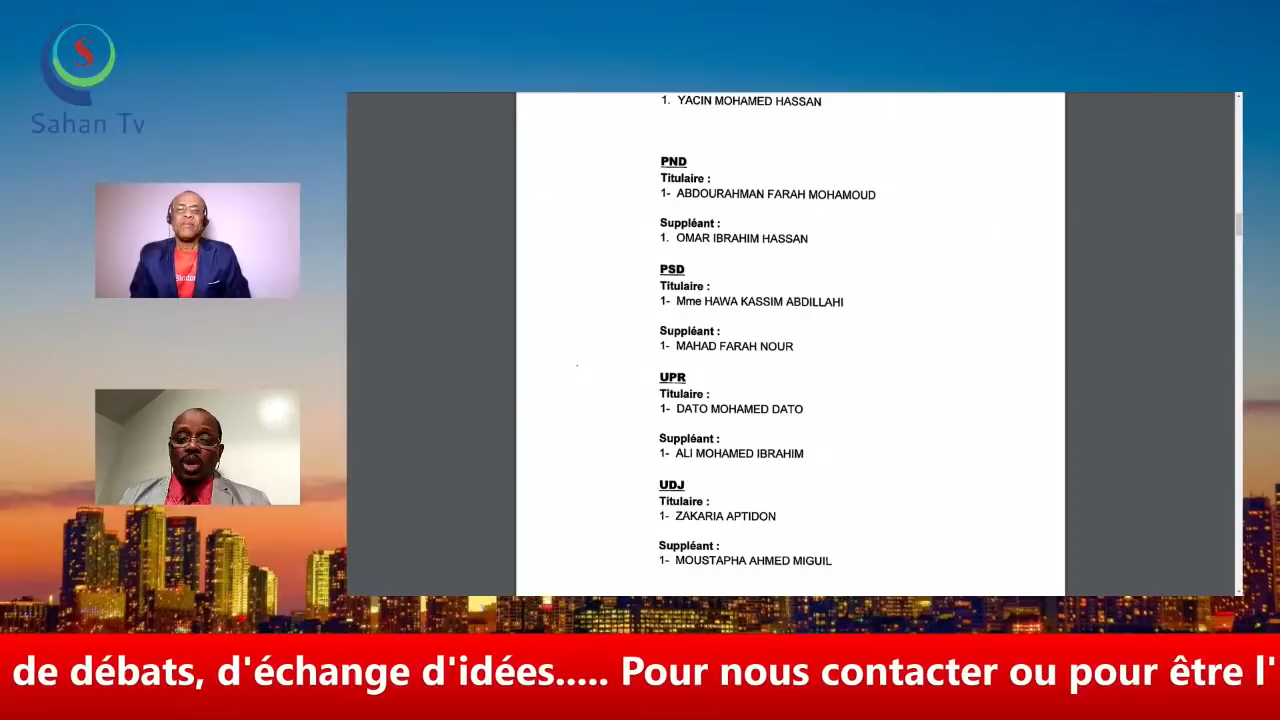 S
Sahan Tv
1. YACIN MOHAMED HASSAN
PND
Titulaire :
1- ABDOURAHMAN FARAH MOHAMOUD
Suppléant :
1. OMAR IBRAHIM HASSAN
PSD
Titulaire :
1- Mme HAWA KASSIM ABDILLAHI
Suppléant :
1- MAHAD FARAH NOUR
UPR
Titulaire :
1- DATO MOHAMED DATO
Suppléant :
1- ALI MOHAMED IBRAHIM
UDJ
Titulaire :
1- ZAKARIA APTIDON
Suppléant :
1- MOUSTAPHA AHMED MIGUIL
de débats, d'échange d'idées..... Pour nous contacter ou pour être l'